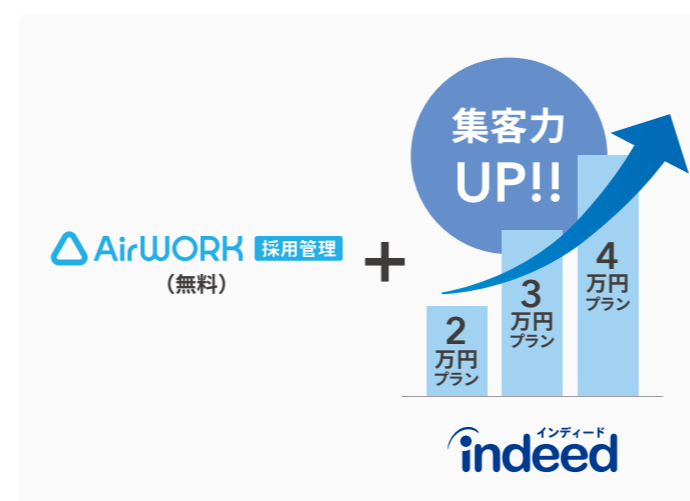 集客力
UP!!
AirWORK 採用管理
（無料）
+
2
万円
プラン
3
万円
プラン
4
万円
プラン
インディード
indeed